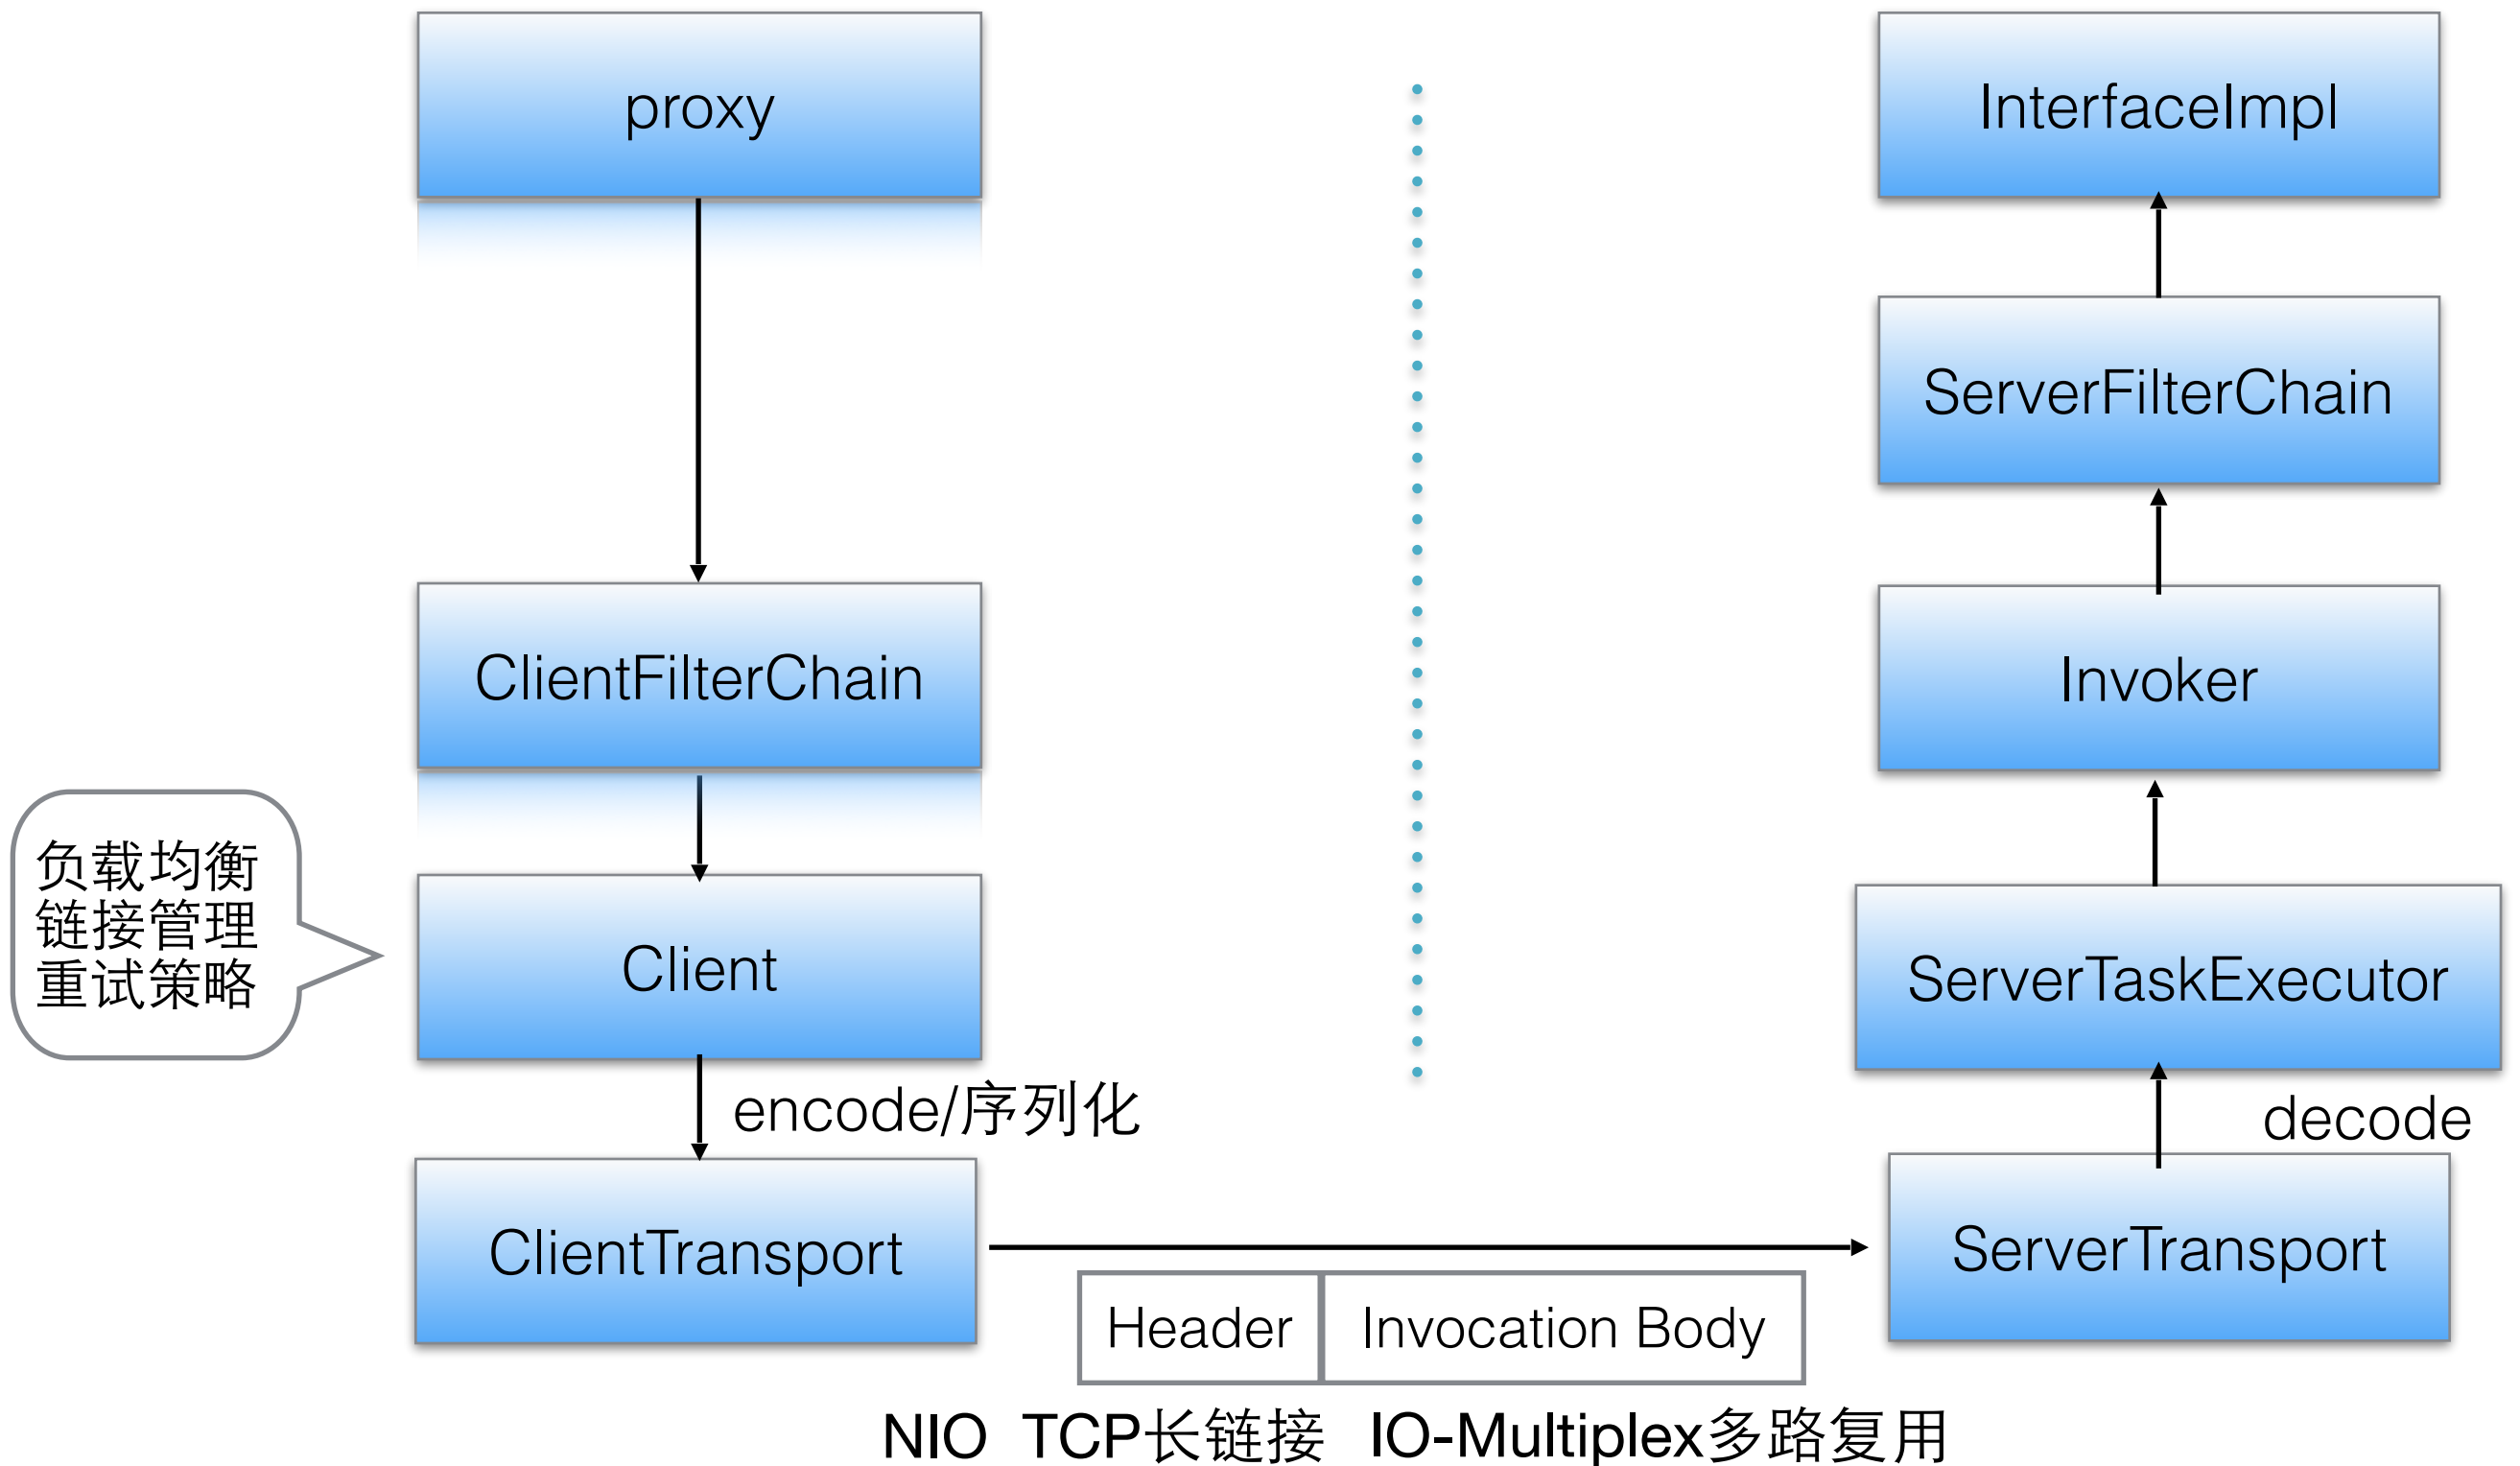 proxy
InterfaceImpl
ServerFilterChain
ClientFilterChain
Invoker
负载均衡
链接管理
重试策略
Client
ServerTaskExecutor
encode/序列化
decode
ClientTransport
ServerTransport
Header
Invocation Body
NIO TCP长链接 IO-Multiplex多路复用